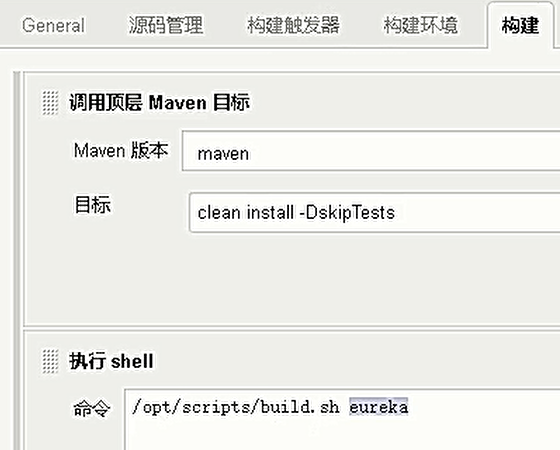 General 源码管理 构建触发器 构建环境 构建
调用顶层 Maven 目标
Maven 版本 maven
目标 clean install -DskipTests
执行 shell
命令 /opt/scripts/build.sh eureka